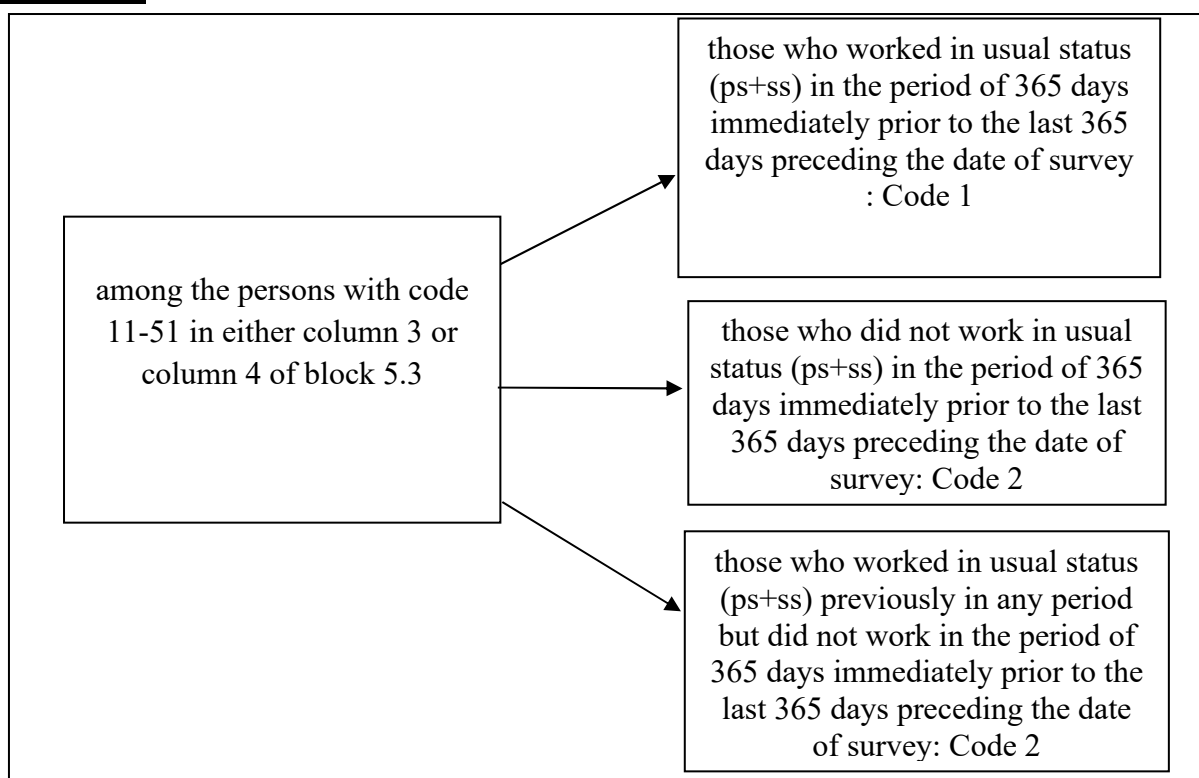 those who worked in usual status
(ps+ss) in the period of 365 days
immediately prior to the last 365
days preceding the date of survey
: Code 1
among the persons with code
11-51 in either column 3 or
column 4 of block 5.3
those who did not work in usual
status (ps+ss) in the period of 365
days immediately prior to the last
365 days preceding the date of
survey: Code 2
those who worked in usual status
(ps+ss) previously in any period
but did not work in the period of
365 days immediately prior to the
last 365 days preceding the date
of survey: Code 2